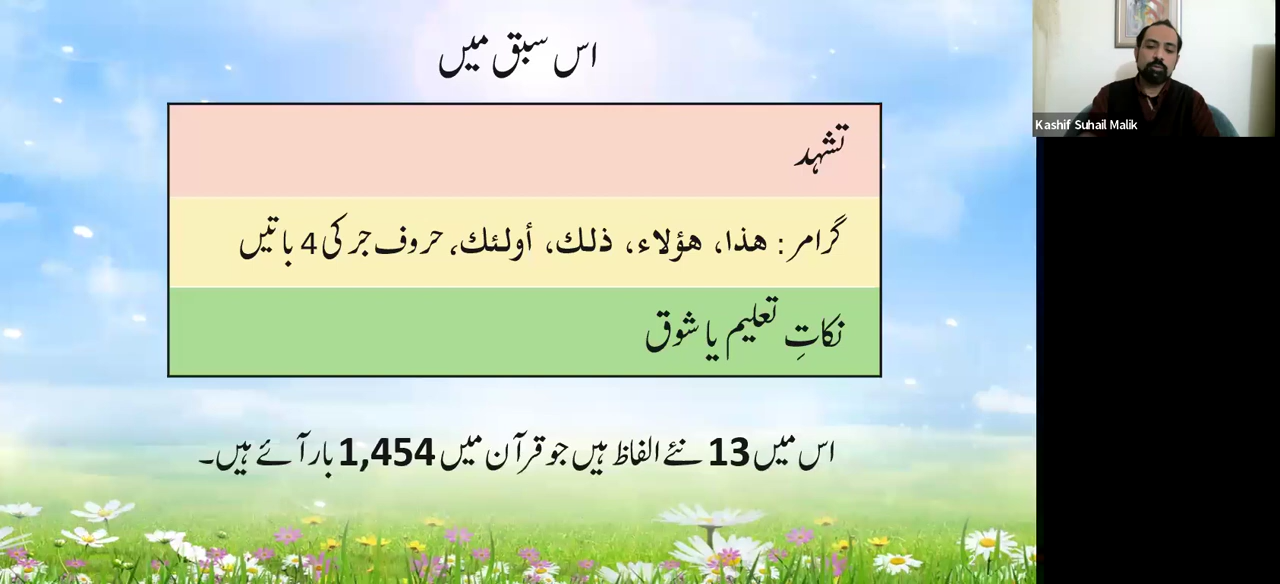 اس سبق میں
Kashif Suhail Malik
تشہد
گرامر: هذا، هؤلاء، ذلك، أولئك، حروف جر کی 4 باتیں
نکاتِ تعلیم یا شوق
اس میں 13 نئے الفاظ ہیں جو قرآن میں 1,454 بار آئے ہیں۔